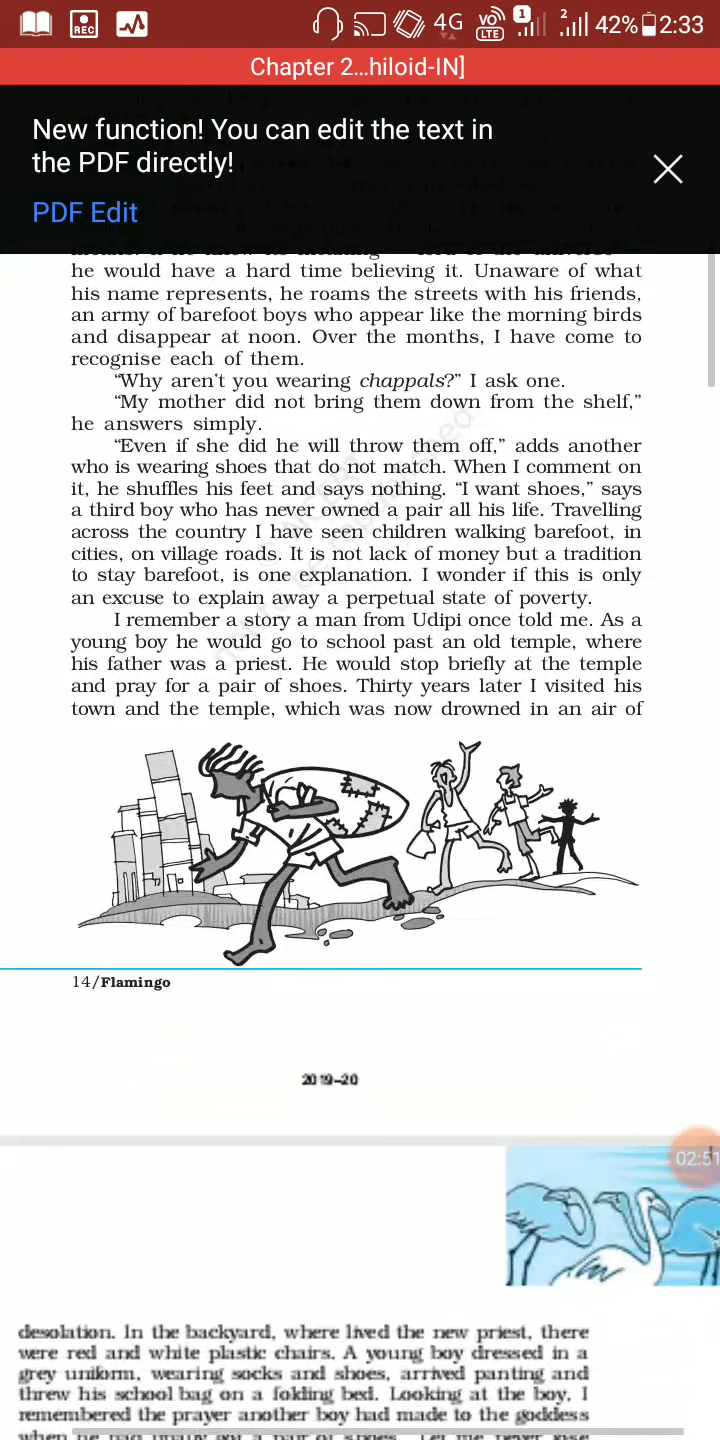 REC
4G
VO
LTE
1
2
42%
2:33
Chapter 2...hiloid-IN]
New function! You can edit the text in
the PDF directly!
PDF Edit
he would have a hard time believing it. Unaware of what
his name represents, he roams the streets with his friends,
an army of barefoot boys who appear like the morning birds
and disappear at noon. Over the months, I have come to
recognise each of them.
“Why aren’t you wearing chappals?” I ask one.
“My mother did not bring them down from the shelf,”
he answers simply.
“Even if she did he will throw them off,” adds another
who is wearing shoes that do not match. When I comment on
it, he shuffles his feet and says nothing. “I want shoes,” says
a third boy who has never owned a pair all his life. Travelling
across the country I have seen children walking barefoot, in
cities, on village roads. It is not lack of money but a tradition
to stay barefoot, is one explanation. I wonder if this is only
an excuse to explain away a perpetual state of poverty.
I remember a story a man from Udipi once told me. As a
young boy he would go to school past an old temple, where
his father was a priest. He would stop briefly at the temple
and pray for a pair of shoes. Thirty years later I visited his
town and the temple, which was now drowned in an air of
14/Flamingo
2019–20
02:51
desolation. In the backyard, where lived the new priest, there
were red and white plastic chairs. A young boy dressed in a
grey uniform, wearing socks and shoes, arrived panting and
threw his school bag on a folding bed. Looking at the boy, I
remembered the prayer another boy had made to the goddess